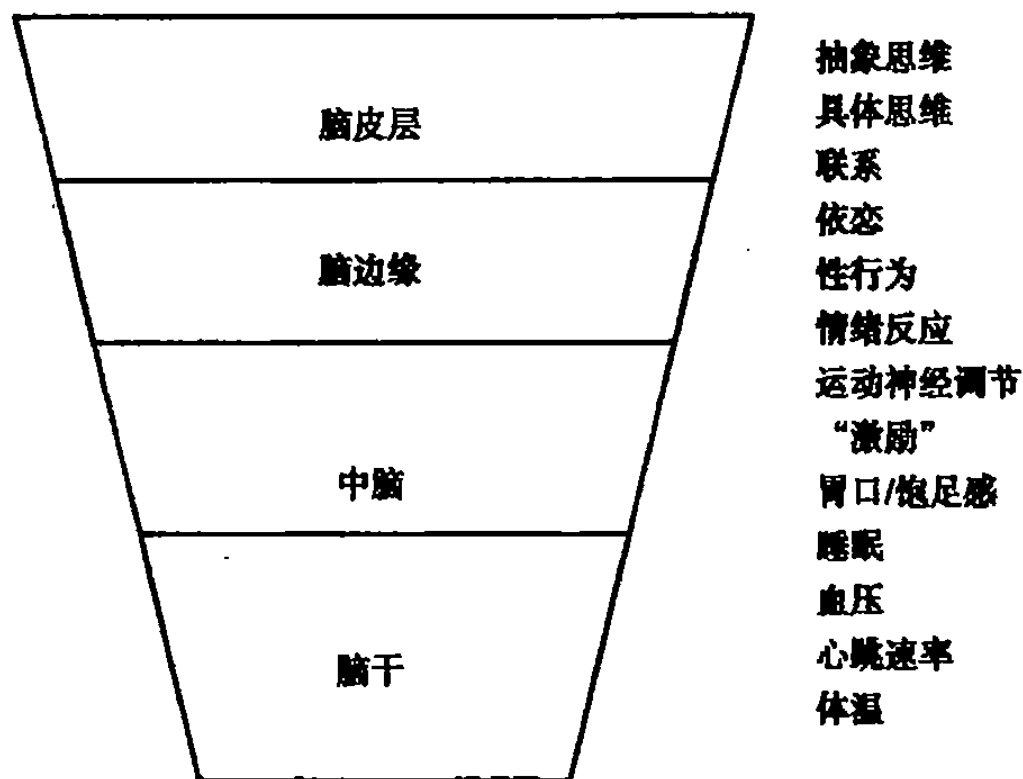 脑皮层
脑边缘
中脑
脑干
抽象思维
具体思维
联系
依恋
性行为
情绪反应
运动神经调节
“激励”
胃口/饱足感
睡眠
血压
心跳速率
体温